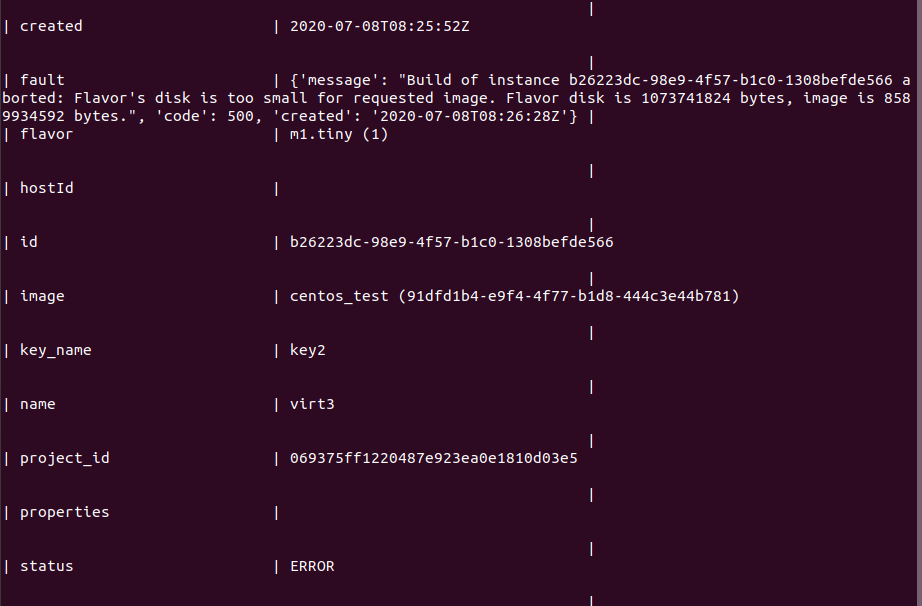 |
| created | 2020-07-08T08:25:52Z
|
| fault | {'message': "Build of instance b26223dc-98e9-4f57-b1c0-1308befde566 a
borted: Flavor's disk is too small for requested image. Flavor disk is 1073741824 bytes, image is 858
9934592 bytes.", 'code': 500, 'created': '2020-07-08T08:26:28Z'} |
| flavor | m1.tiny (1)
|
| hostId |
|
| id | b26223dc-98e9-4f57-b1c0-1308befde566
|
| image | centos_test (91dfd1b4-e9f4-4f77-b1d8-444c3e44b781)
|
| key_name | key2
|
| name | virt3
|
| project_id | 069375ff1220487e923ea0e1810d03e5
|
| properties |
|
| status | ERROR
|